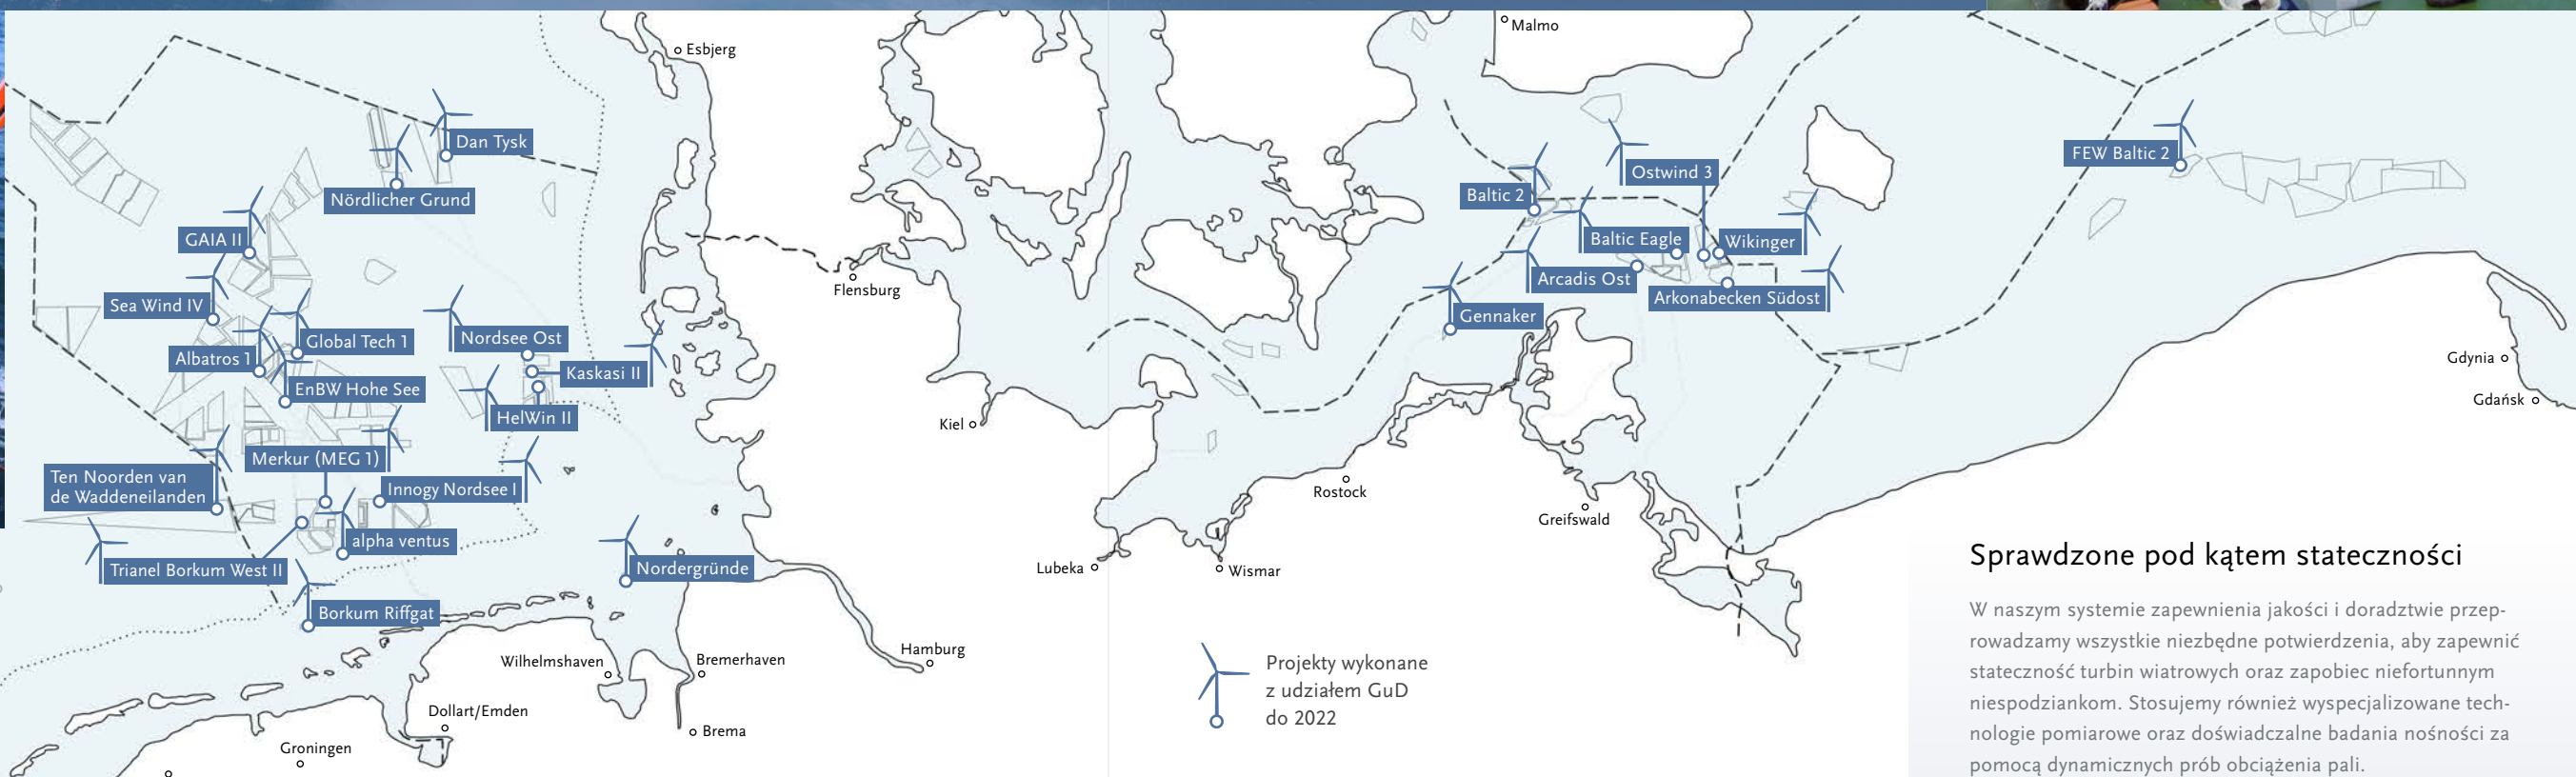 Esbjerg
Malmo
Dan Tysk
Nördlicher Grund
GAIA II
Sea Wind IV
Global Tech 1
Albatros 1
EnBW Hohe See
Nordsee Ost
Kaskasi II
HelWin II
Merkur (MEG 1)
Ten Noorden van
de Waddeneilanden
Innogy Nordsee I
alpha ventus
Trianel Borkum West II
Borkum Riffgat
Nordergründe
Flensburg
Kiel
Lubeka
Wismar
Rostock
Greifswald
Hamburg
Wilhelmshaven
Bremerhaven
Dollart/Emden
Brema
Groningen
Baltic 2
Ostwind 3
Baltic Eagle
Wikinger
Arcadis Ost
Arkonabecken Südost
Gennaker
FEW Baltic 2
Gdynia
Gdańsk
Projekty wykonane
z udziałem GuD
do 2022
Sprawdzone pod kątem stateczności
W naszym systemie zapewnienia jakości i doradztwie przep-
rowadzamy wszystkie niezbędne potwierdzenia, aby zapewnić
stateczność turbin wiatrowych oraz zapobiec niefortunnym
niespodziankom. Stosujemy również wyspecjalizowane tech-
nologie pomiarowe oraz doświadczalne badania nośności za
pomocą dynamicznych prób obciążenia pali.